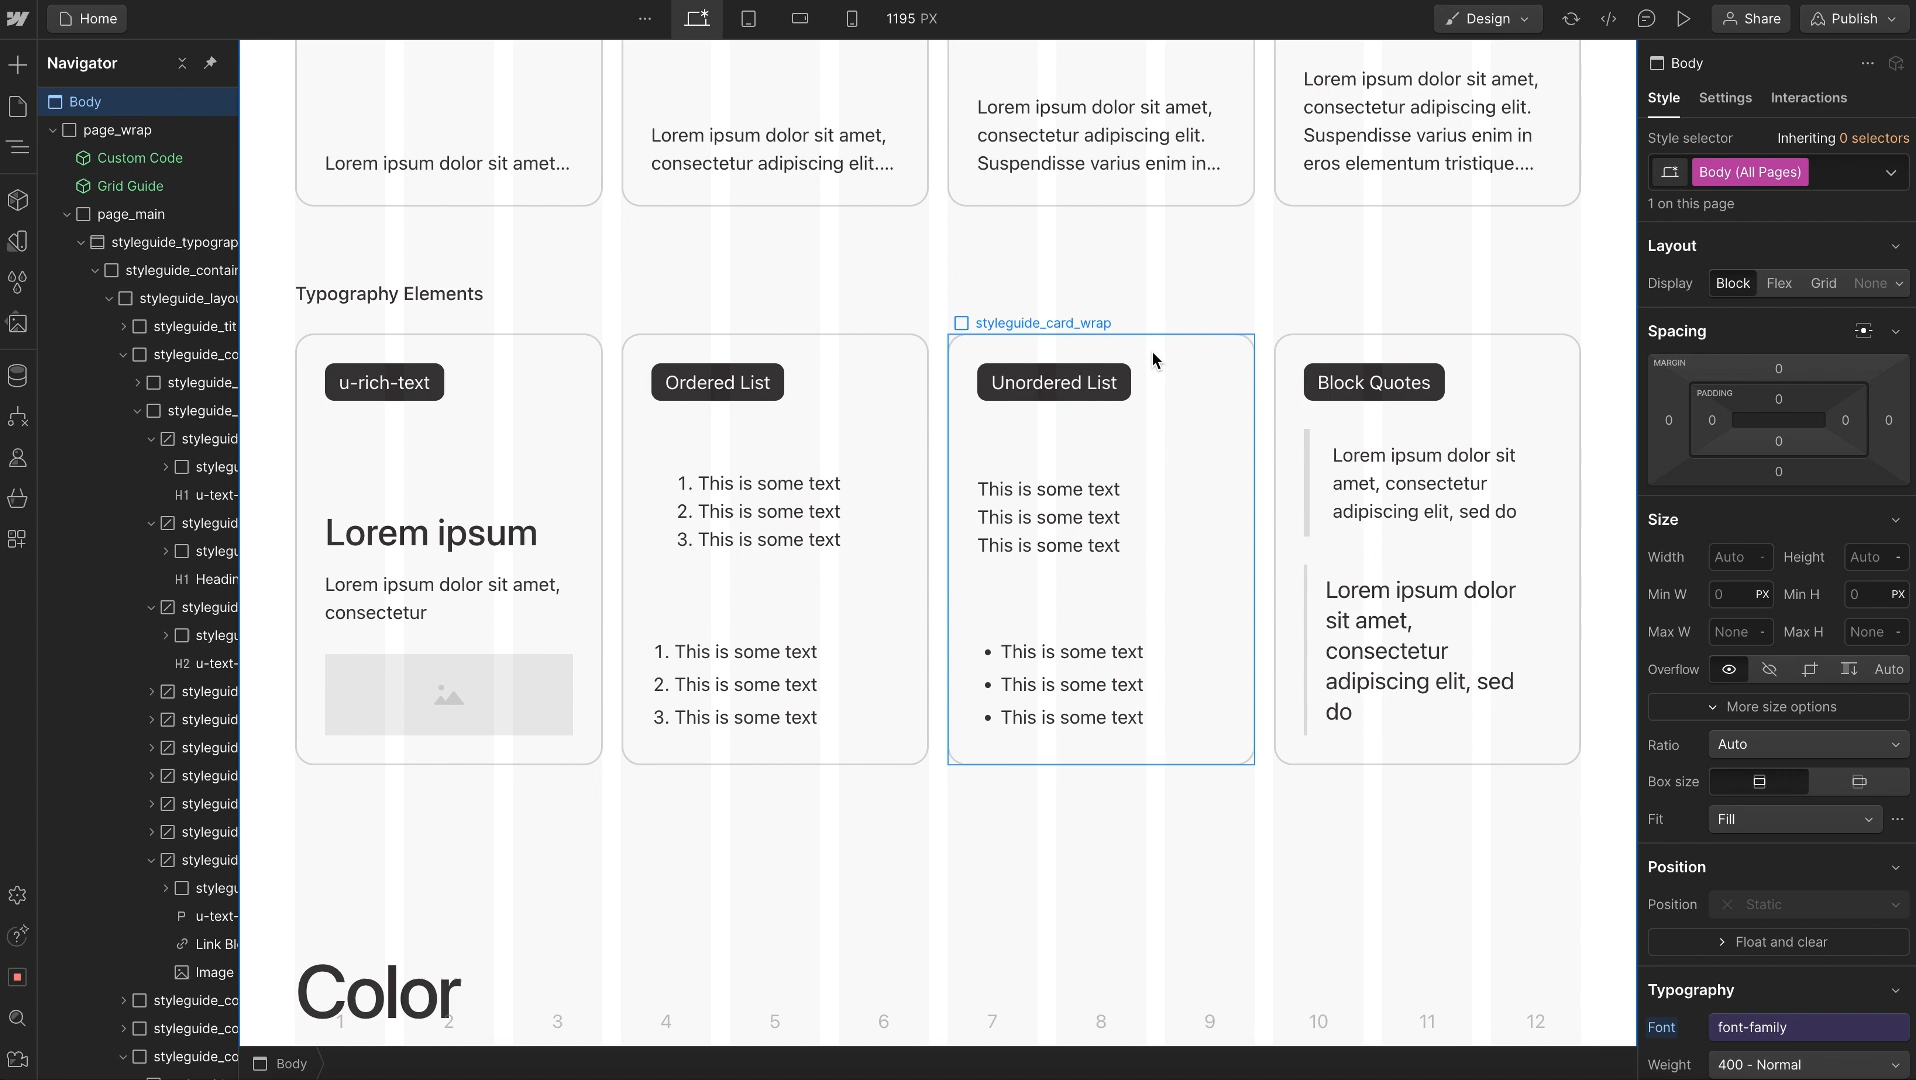 Home
1195 PX
Design
Share
Publish
Navigator
Body
page_wrap
Custom Code
Grid Guide
page_main
styleguide_typograp
styleguide_contain
styleguide_layou
styleguide_tit
styleguide_co
styleguide_
styleguide_
styleguid
stylegu
H1 u-text-
styleguid
stylegu
H1 Headin
styleguid
stylegu
H2 u-text-
styleguid
styleguid
styleguid
styleguid
styleguid
styleguid
styleguid
stylegu
P u-text-
Link Bl
Image
styleguide_co
styleguide_co
styleguide_co
Lorem ipsum dolor sit amet...
Lorem ipsum dolor sit amet,
consectetur adipiscing elit....
Lorem ipsum dolor sit amet,
consectetur adipiscing elit.
Suspendisse varius enim in...
Lorem ipsum dolor sit amet,
consectetur adipiscing elit.
Suspendisse varius enim in
eros elementum tristique....
Typography Elements
styleguide_card_wrap
u-rich-text
Lorem ipsum
Lorem ipsum dolor sit amet,
consectetur
Ordered List
1. This is some text
2. This is some text
3. This is some text
1. This is some text
2. This is some text
3. This is some text
Unordered List
This is some text
This is some text
This is some text
• This is some text
• This is some text
• This is some text
Block Quotes
Lorem ipsum dolor sit
amet, consectetur
adipiscing elit, sed do
Lorem ipsum dolor
sit amet,
consectetur
adipiscing elit, sed
do
Color
1 2 3 4 5 6 7 8 9 10 11 12
Body
Body
Style Settings Interactions
Style selector Inheriting 0 selectors
Body (All Pages)
1 on this page
Layout
Display Block Flex Grid None
Spacing
MARGIN
0
PADDING
0
0 0 0 0
0
0
Size
Width Auto - Height Auto -
Min W 0 PX Min H 0 PX
Max W None - Max H None -
Overflow Auto
More size options
Ratio Auto
Box size
Fit Fill
Position
Position Static
Float and clear
Typography
Font font-family
Weight 400 - Normal